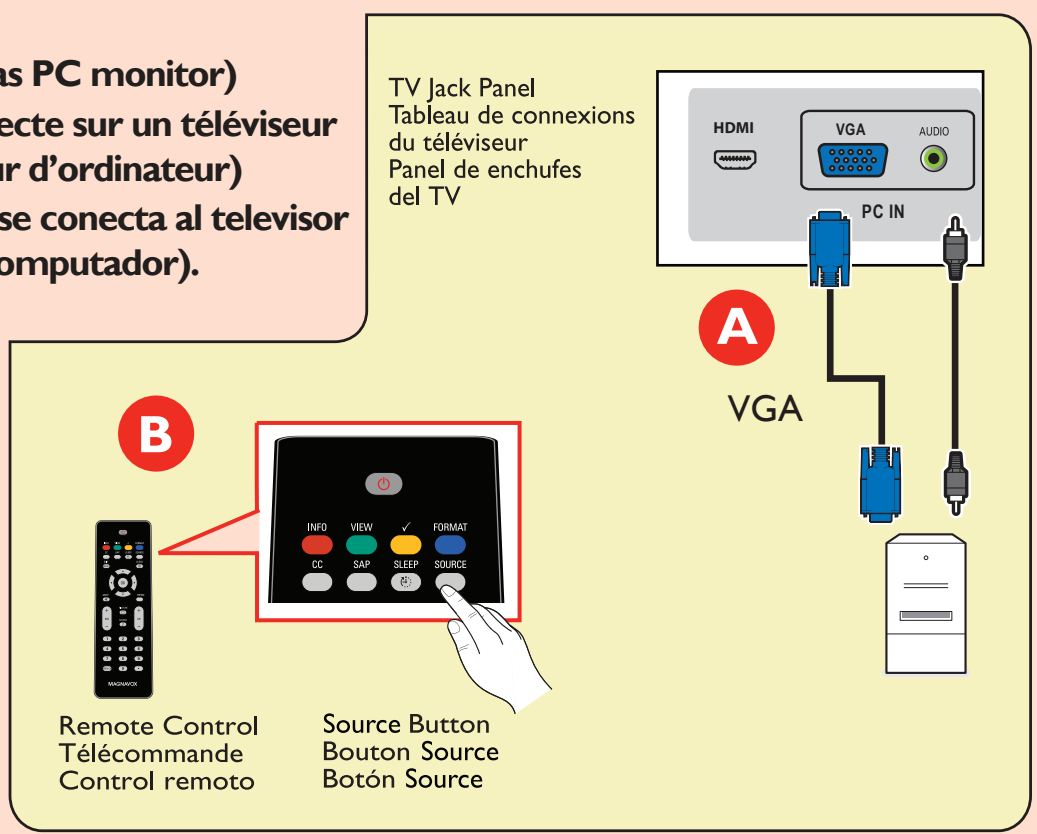 as PC monitor)
ecte sur un téléviseur
ur d'ordinateur)
se conecta al televisor
omputador).
TV Jack Panel
Tableau de connexions
du téléviseur
Panel de enchufes
del TV
HDMI
VGA
AUDIO
PC IN
A
VGA
B
INFO VIEW ✓ FORMAT
CC SAP SLEEP SOURCE
MAGNAVOX
Remote Control
Télécommande
Control remoto
Source Button
Bouton Source
Botón Source